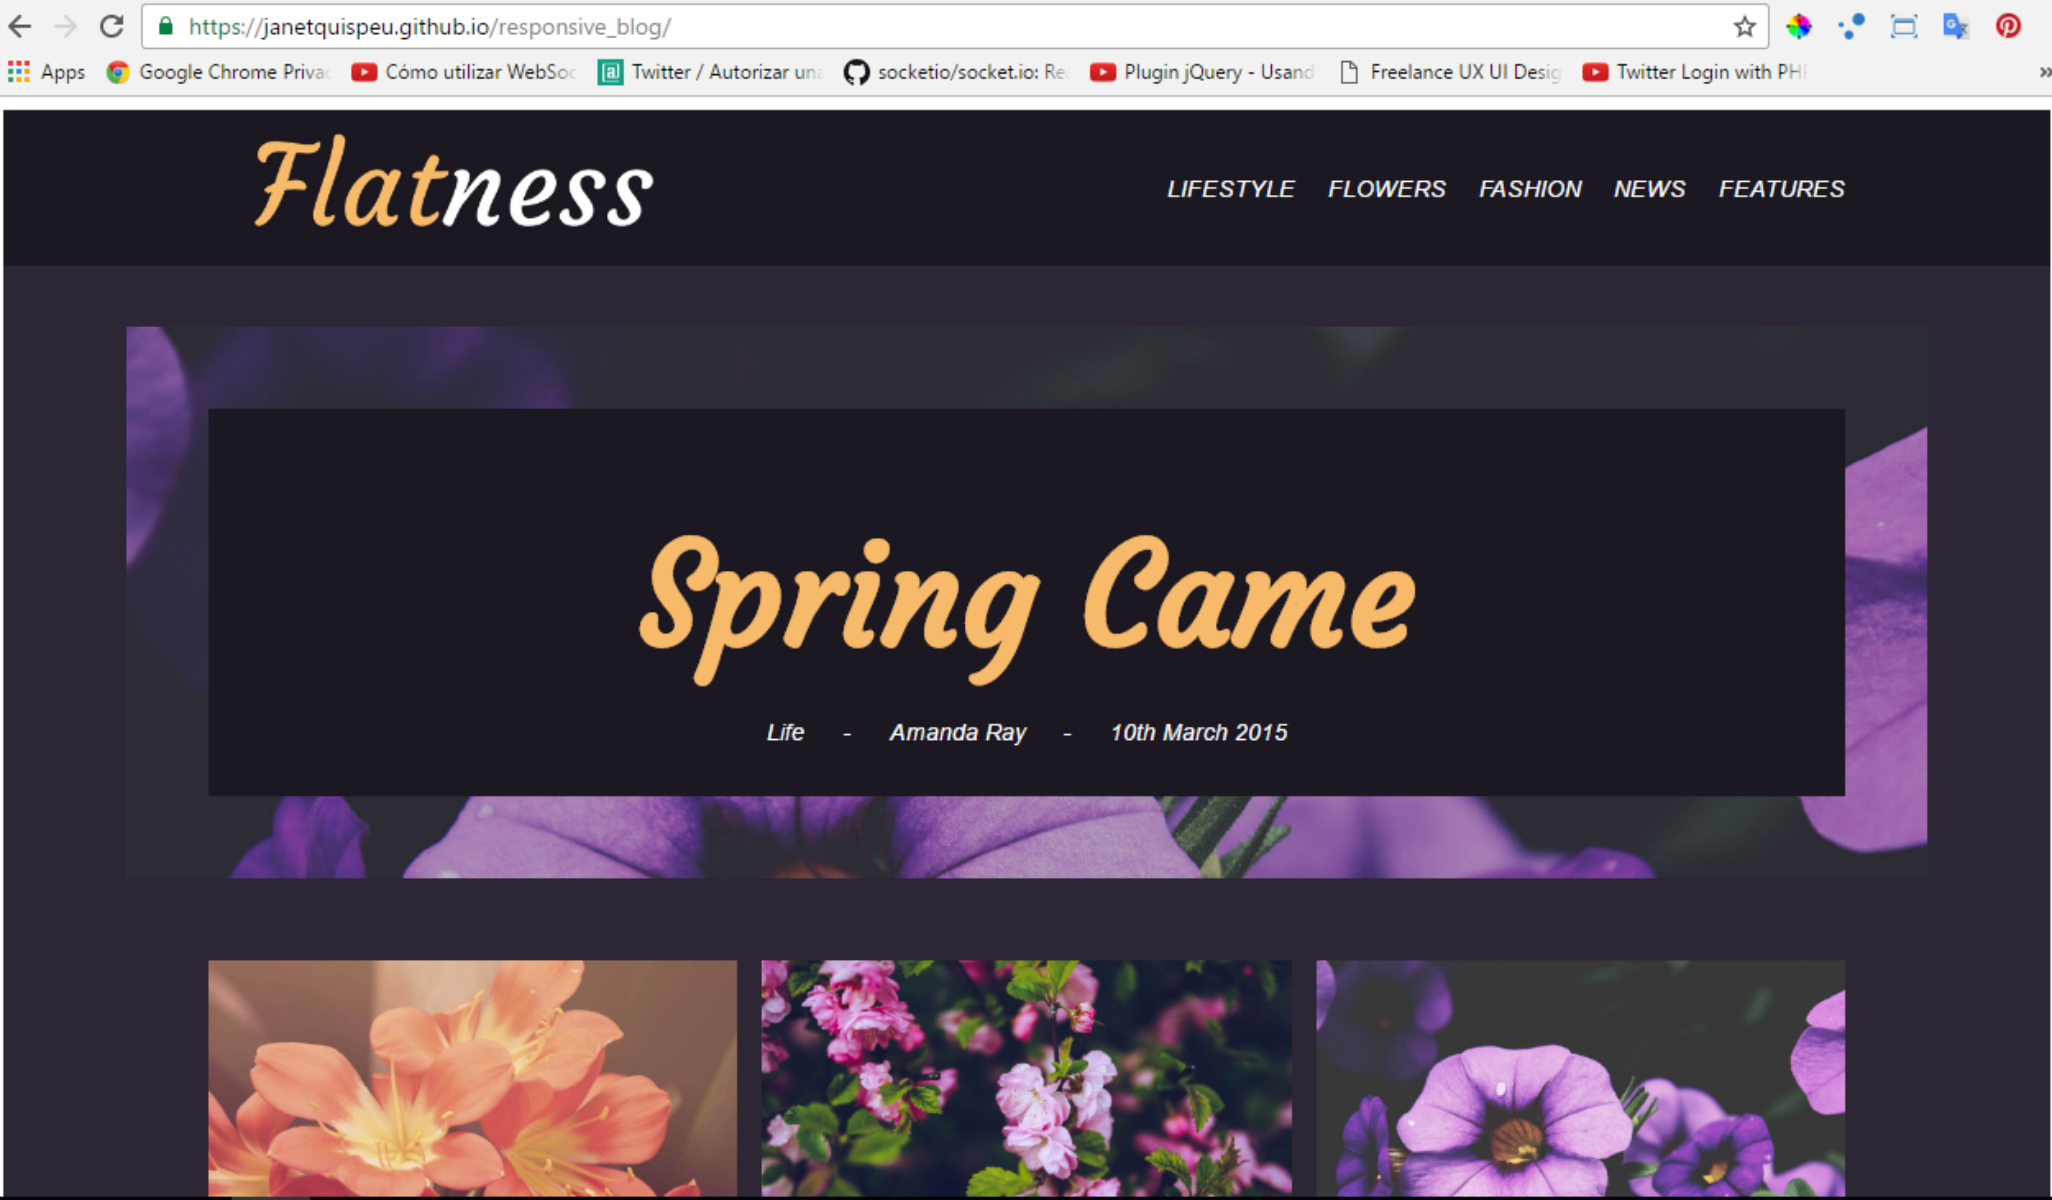 https://janetquispeu.github.io/responsive_blog/
Apps Google Chrome Priva Cómo utilizar WebSoc Twitter / Autorizar una socketio/socket.io: Re Plugin jQuery - Usand Freelance UX UI Desig Twitter Login with PH »
Flatness
LIFESTYLE FLOWERS FASHION NEWS FEATURES
Spring Came
Life - Amanda Ray - 10th March 2015